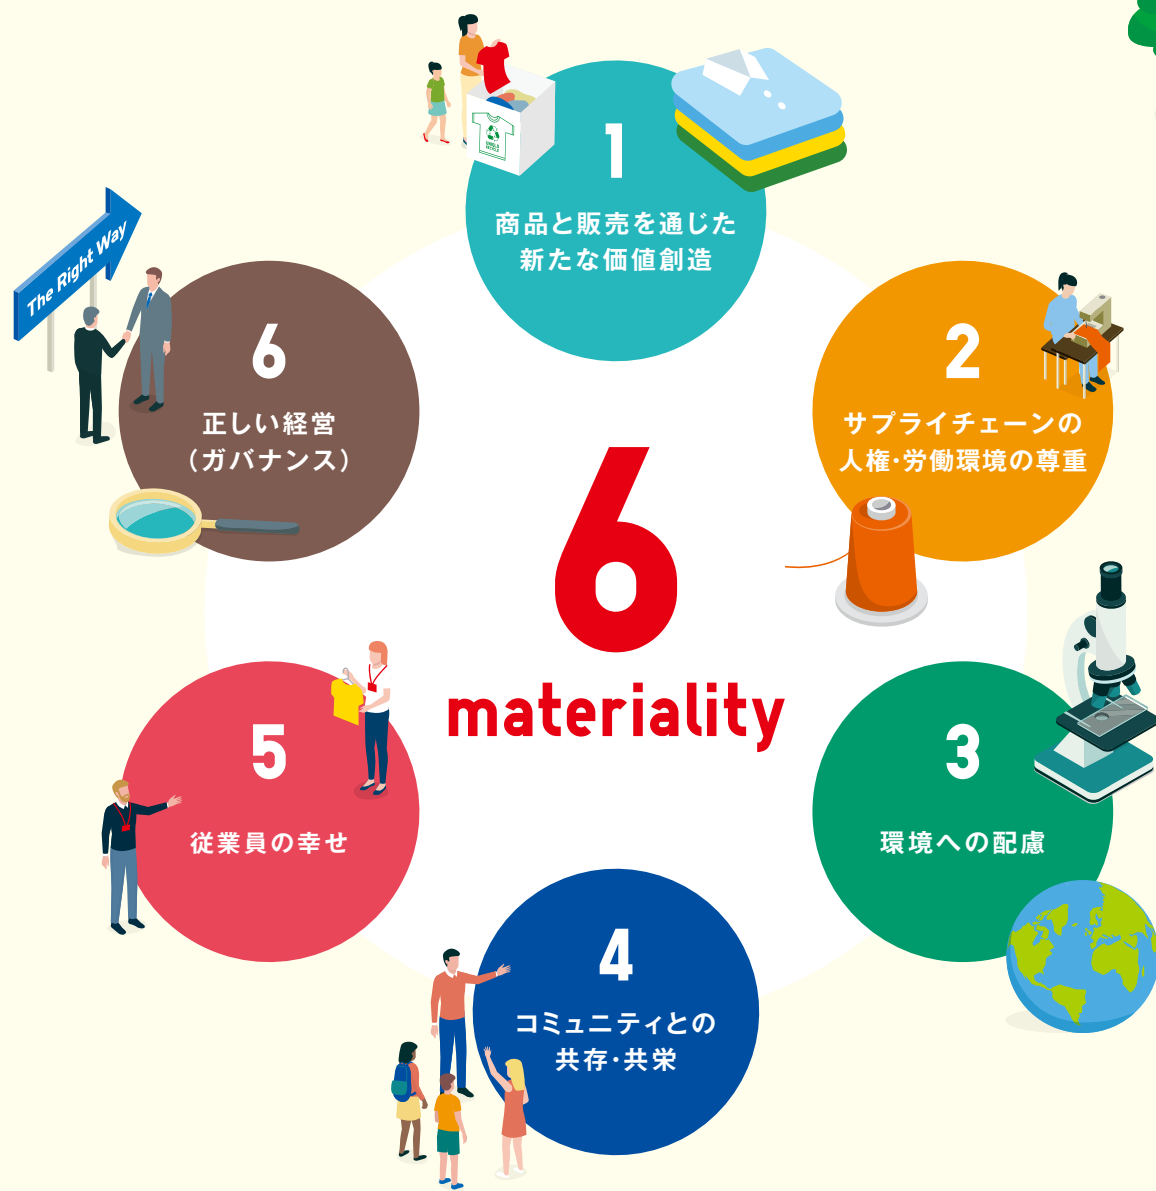 1
商品と販売を通じた
新たな価値創造
2
サプライチェーンの
人権・労働環境の尊重
3
環境への配慮
4
コミュニティとの
共存・共栄
5
従業員の幸せ
6
正しい経営
（ガバナンス）
The Right Way
6
materiality